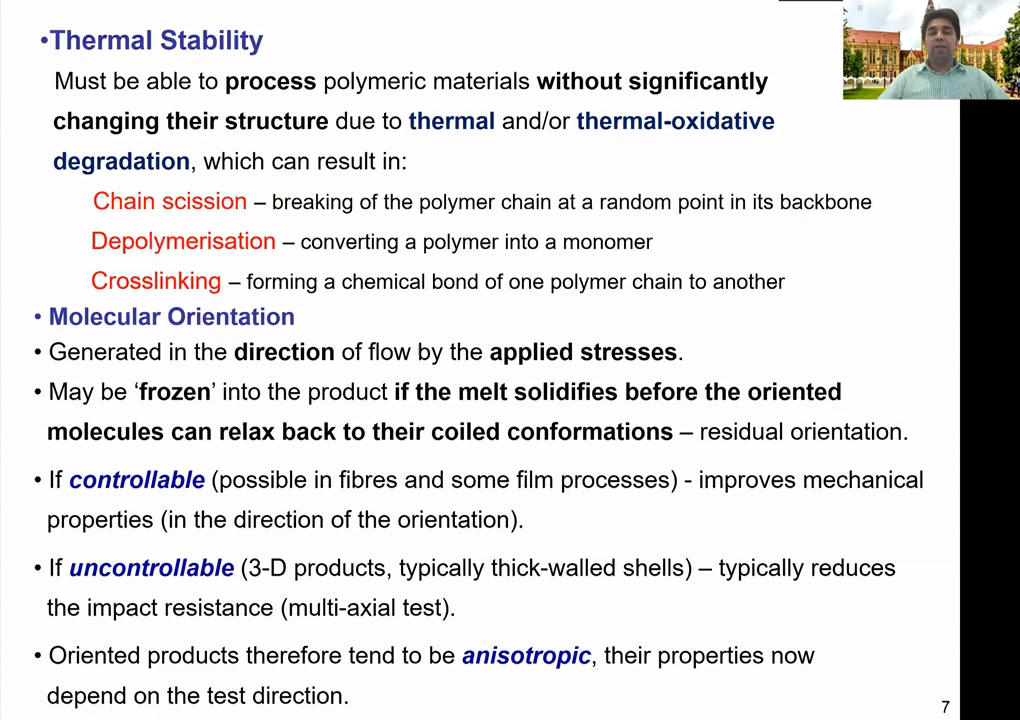 •Thermal Stability
Must be able to process polymeric materials without significantly
changing their structure due to thermal and/or thermal-oxidative
degradation, which can result in:
Chain scission – breaking of the polymer chain at a random point in its backbone
Depolymerisation – converting a polymer into a monomer
Crosslinking – forming a chemical bond of one polymer chain to another
• Molecular Orientation
• Generated in the direction of flow by the applied stresses.
• May be ‘frozen’ into the product if the melt solidifies before the oriented
molecules can relax back to their coiled conformations – residual orientation.
• If controllable (possible in fibres and some film processes) - improves mechanical
properties (in the direction of the orientation).
• If uncontrollable (3-D products, typically thick-walled shells) – typically reduces
the impact resistance (multi-axial test).
• Oriented products therefore tend to be anisotropic, their properties now
depend on the test direction.
7